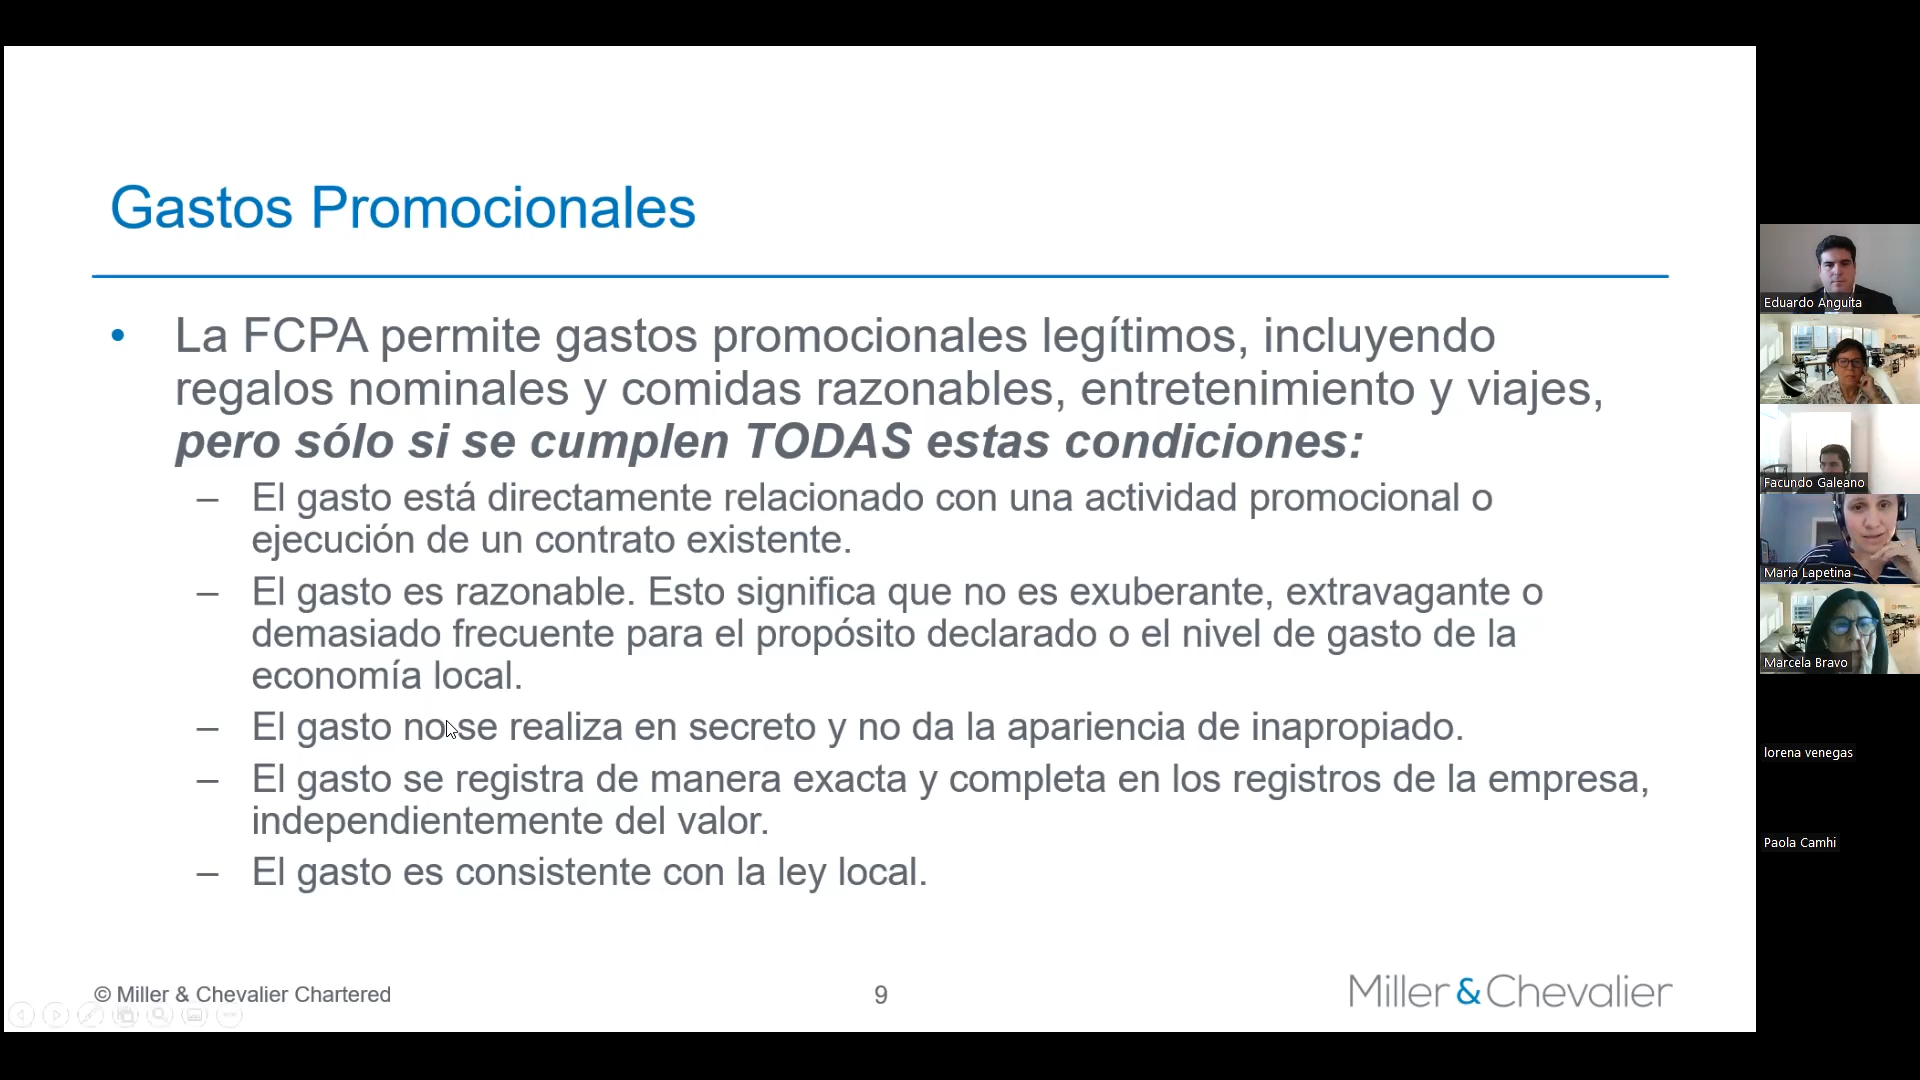 Gastos Promocionales
• La FCPA permite gastos promocionales legítimos, incluyendo
regalos nominales y comidas razonables, entretenimiento y viajes,
pero sólo si se cumplen TODAS estas condiciones:
– El gasto está directamente relacionado con una actividad promocional o
ejecución de un contrato existente.
– El gasto es razonable. Esto significa que no es exuberante, extravagante o
demasiado frecuente para el propósito declarado o el nivel de gasto de la
economía local.
– El gasto no se realiza en secreto y no da la apariencia de inapropiado.
– El gasto se registra de manera exacta y completa en los registros de la empresa,
independientemente del valor.
– El gasto es consistente con la ley local.
© Miller & Chevalier Chartered
9
Miller & Chevalier
Eduardo Anguita
Facundo Galeano
Maria Lapetina
Marcela Bravo
lorena venegas
Paola Camhi